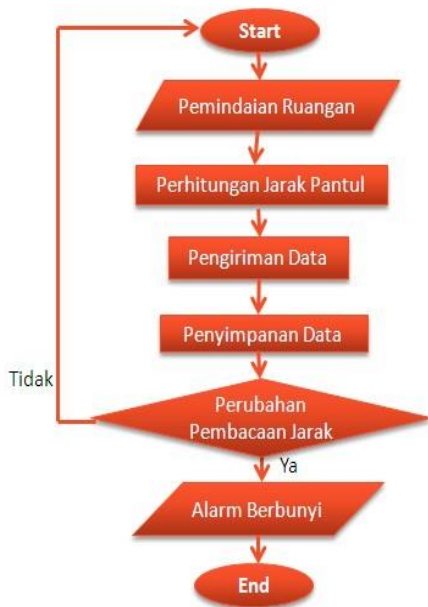 Start
Pemindaian Ruangan
Perhitungan Jarak Pantul
Pengiriman Data
Penyimpanan Data
Tidak
Perubahan
Pembacaan Jarak
Ya
Alarm Berbunyi
End